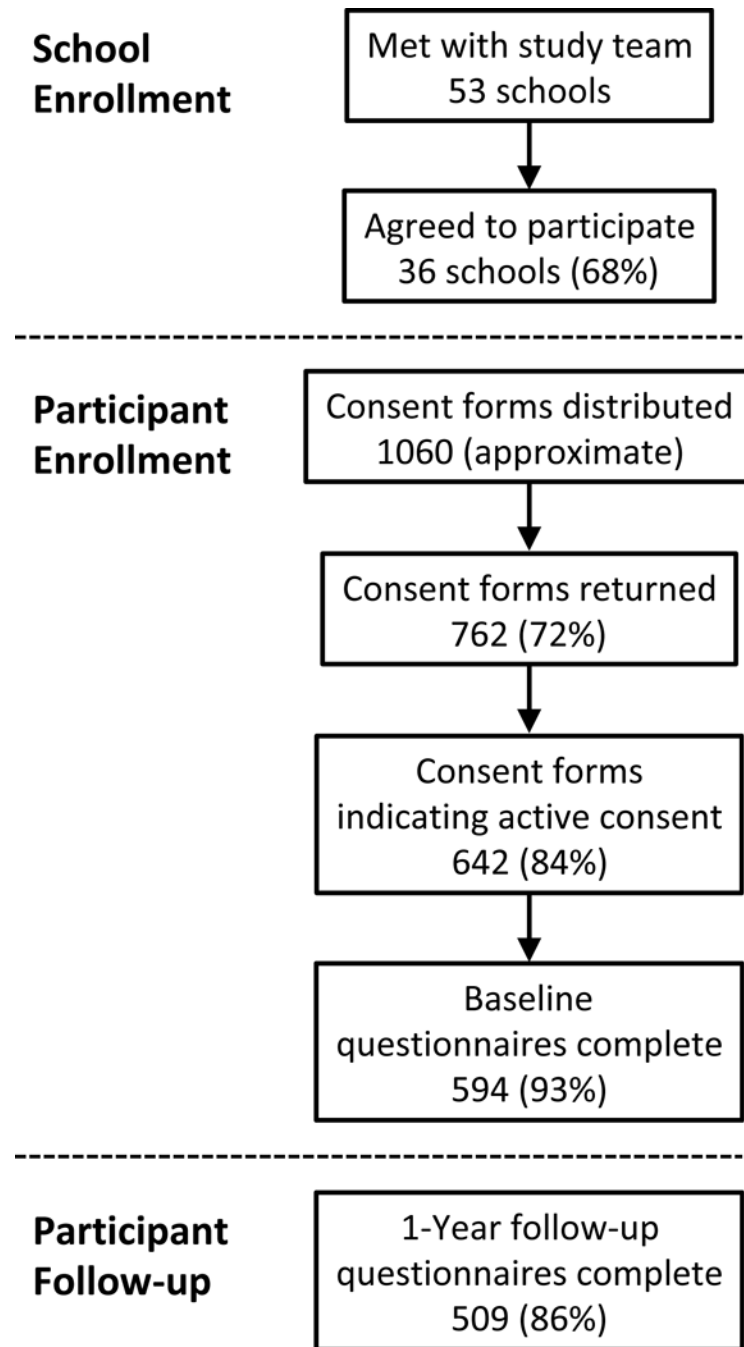 School
Enrollment
Met with study team
53 schools
Agreed to participate
36 schools (68%)
Participant
Enrollment
Consent forms distributed
1060 (approximate)
Consent forms returned
762 (72%)
Consent forms
indicating active consent
642 (84%)
Baseline
questionnaires complete
594 (93%)
Participant
Follow-up
1-Year follow-up
questionnaires complete
509 (86%)